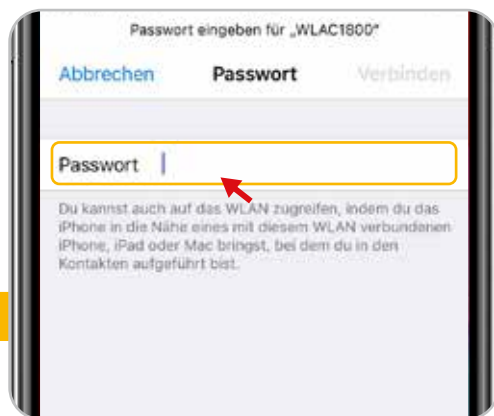 Passwort eingeben für „WLAC1800“
Abbrechen Passwort Verbinden
Passwort
Du kannst auch auf das WLAN zugreifen, indem du das
iPhone in die Nähe eines mit diesem WLAN verbundenen
iPhone, iPad oder Mac bringst, bei dem du in den
Kontakten aufgeführt bist.